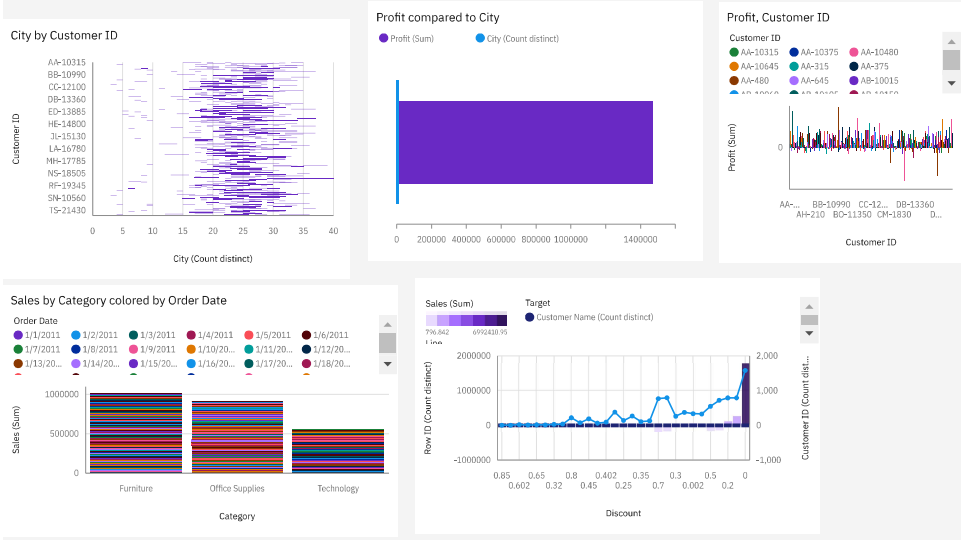 City by Customer ID
Customer ID
AA-10315
BB-10990
CC-12100
DB-13360
ED-13885
HE-14800
JL-15130
LA-16780
MH-17785
NS-18505
RF-19345
SN-10560
TS-21430
0 5 10 15 20 25 30 35 40
City (Count distinct)
Profit compared to City
Profit (Sum) City (Count distinct)
0 200000 400000 600000 800000 1000000 1400000
Profit, Customer ID
Customer ID
AA-10315 AA-10375 AA-10480
AA-10645 AA-315 AA-375
AA-480 AA-645 AB-10015
Profit (Sum)
0
AA-... BB-10990 CC-12... DB-13360
AH-210 BO-11350 CM-1830 D...
Customer ID
Sales by Category colored by Order Date
Order Date
1/1/2011 1/2/2011 1/3/2011 1/4/2011 1/5/2011 1/6/2011
1/7/2011 1/8/2011 1/9/2011 1/10/20... 1/11/20... 1/12/20...
1/13/20... 1/14/20... 1/15/20... 1/16/20... 1/17/20... 1/18/20...
Sales (Sum)
1000000
500000
0
Furniture Office Supplies Technology
Category
Sales (Sum) Target
Customer Name (Count distinct)
796.842 6992410.95
Row ID (Count distinct)
2000000 2,000
1000000 1,000
0 0
-1000000 -1,000
Customer ID (Count dist...
0.85 0.65 0.8 0.402 0.35 0.3 0.5 0
0.602 0.32 0.45 0.25 0.7 0.002 0.2
Discount